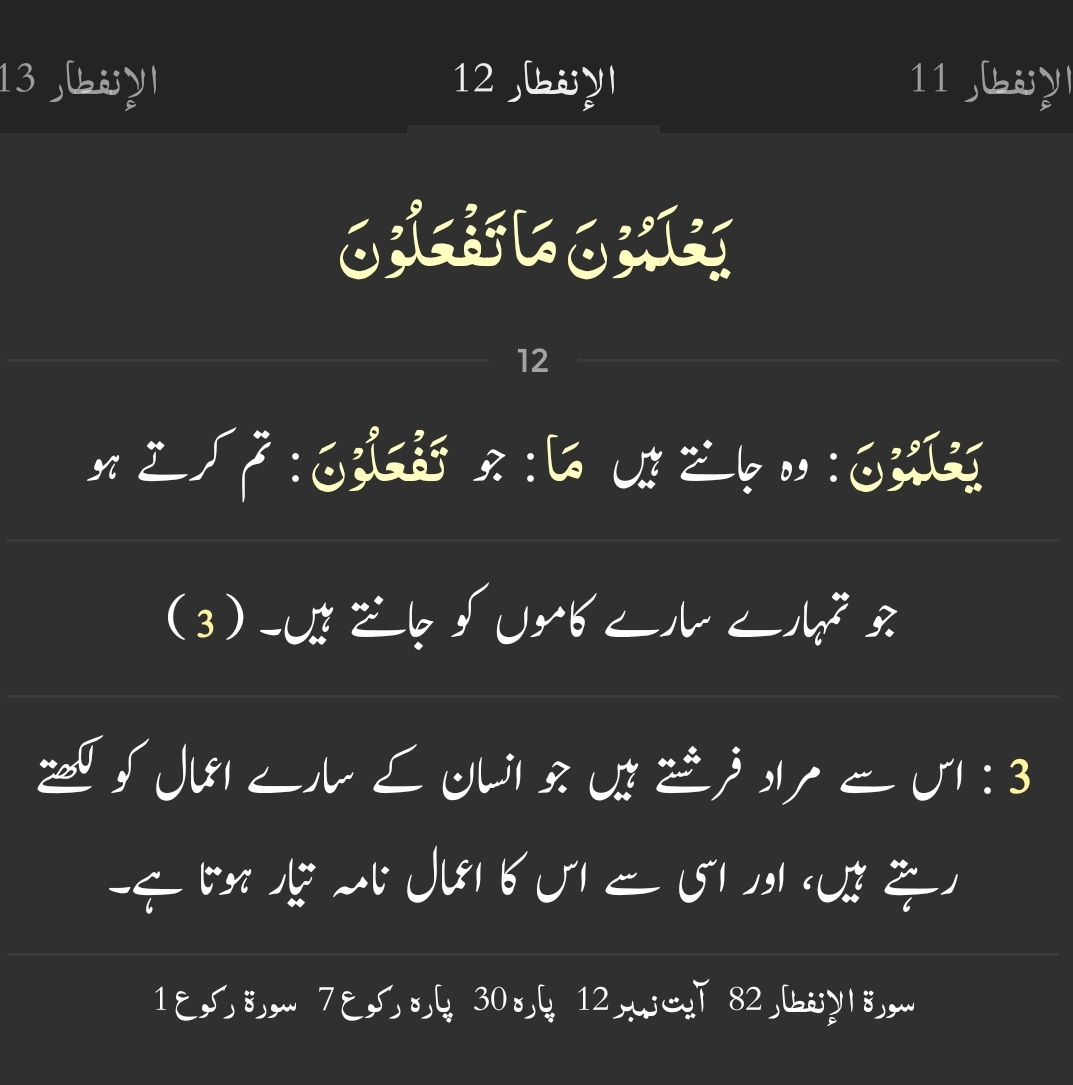 الإنفطار 11 الإنفطار 12 الإنفطار 13
يَعْلَمُوْنَ مَا تَفْعَلُوْنَ
12
يَعْلَمُوْنَ : وہ جانتے ہیں مَا : جو تَفْعَلُوْنَ : تم کرتے ہو
جو تمہارے سارے کاموں کو جانتے ہیں۔ (3)
3 : اس سے مراد فرشتے ہیں جو انسان کے سارے اعمال کو لکھتے
رہتے ہیں، اور اسی سے اس کا اعمال نامہ تیار ہوتا ہے۔
سورۃ الإنفطار 82 آیت نمبر 12 پارہ 30 پارہ رکوع 7 سورۃ رکوع 1